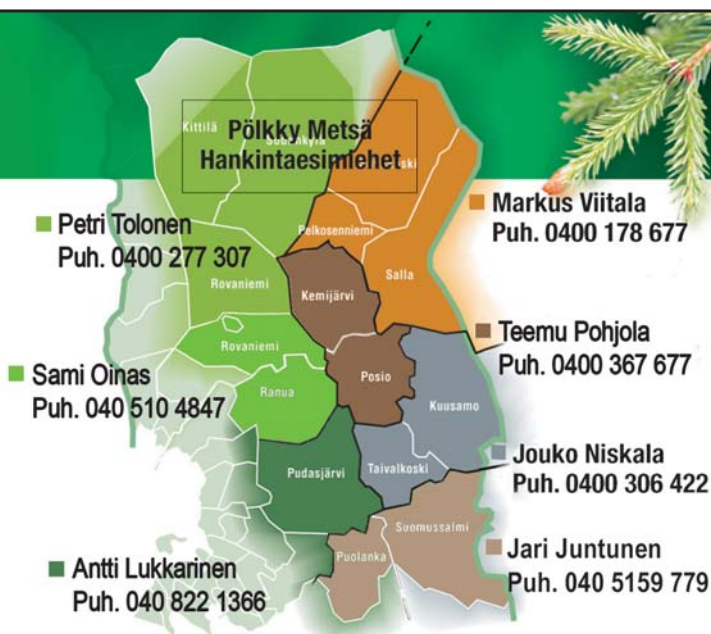 Kittilä
Pölkky Metsä
Hankintaesimiehet
Petri Tolonen
Puh. 0400 277 307
Markus Viitala
Puh. 0400 178 677
Pelkosenniemi
Salla
Rovaniemi
Kemijärvi
Teemu Pohjola
Puh. 0400 367 677
Rovaniemi
Sami Oinas
Puh. 040 510 4847
Ranua
Posio
Kuusamo
Jouko Niskala
Puh. 0400 306 422
Pudasjärvi
Taivalkoski
Suomussalmi
Jari Juntunen
Puh. 040 5159 779
Puolanka
Antti Lukkarinen
Puh. 040 822 1366